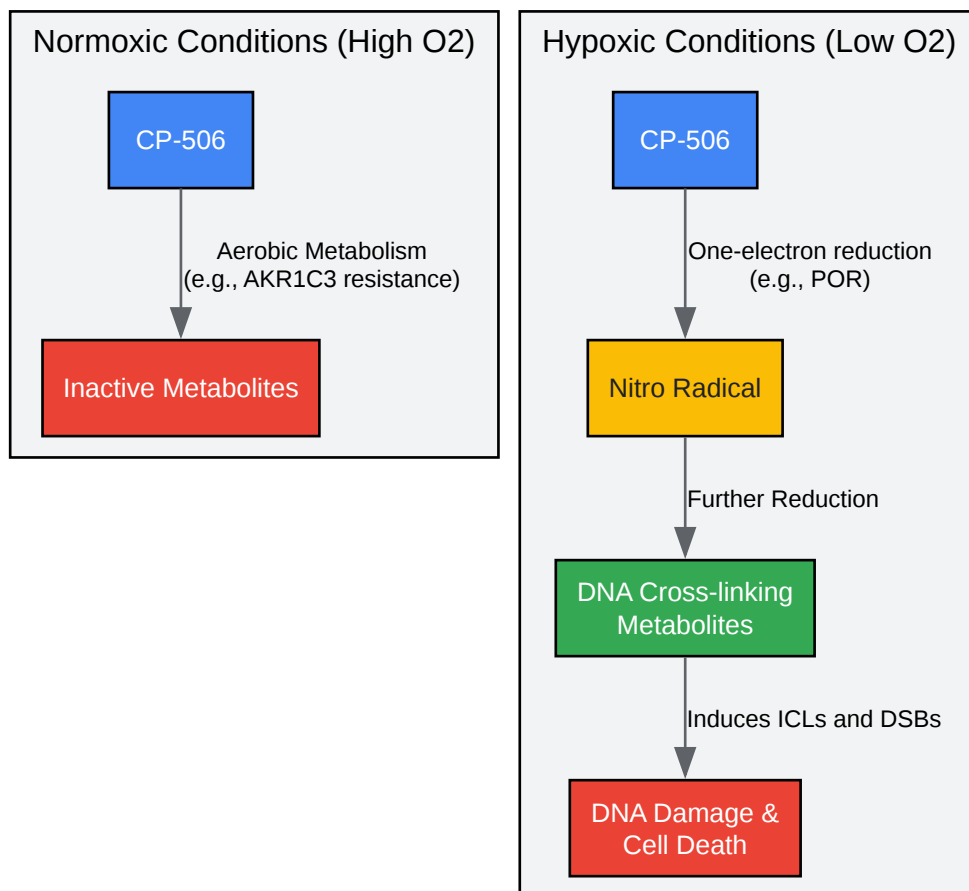 Normoxic Conditions (High O2)
CP-506
Aerobic Metabolism
(e.g., AKR1C3 resistance)
Inactive Metabolites
Hypoxic Conditions (Low O2)
CP-506
One-electron reduction
(e.g., POR)
Nitro Radical
Further Reduction
DNA Cross-linking
Metabolites
Induces ICLs and DSBs
DNA Damage &
Cell Death